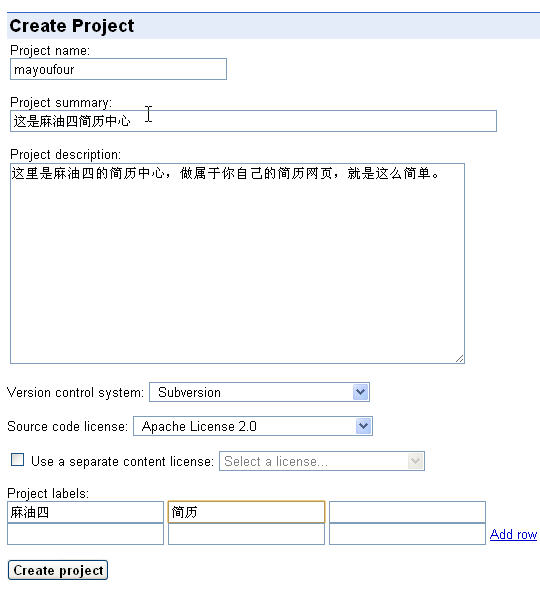 Create Project
Project name:
mayoufour
Project summary:
这是麻油四简历中心
Project description:
这里是麻油四的简历中心，做属于你自己的简历网页，就是这么简单。
Version control system: Subversion
Source code license: Apache License 2.0
Use a separate content license: Select a license...
Project labels:
麻油四 简历
Add row
Create project